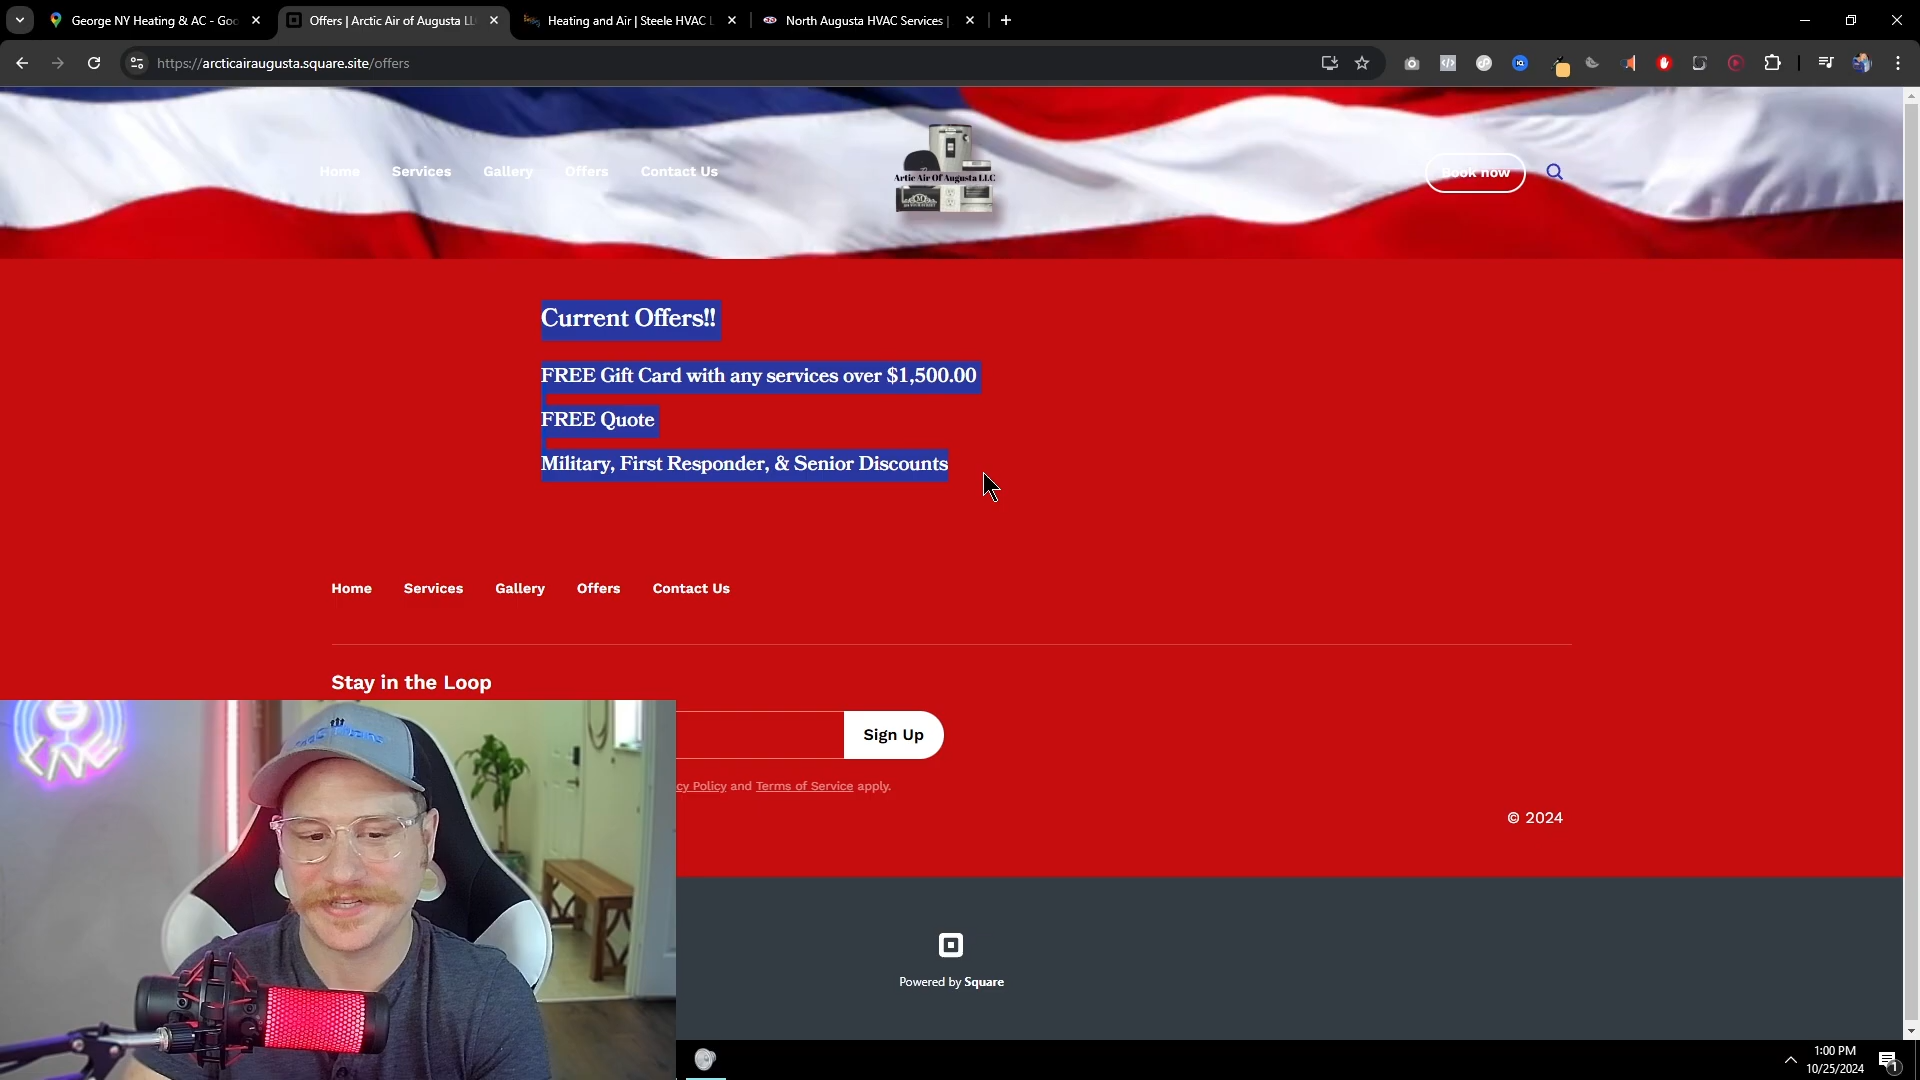 George NY Heating & AC - Goo
Offers | Arctic Air of Augusta LL
Heating and Air | Steele HVAC L
North Augusta HVAC Services |
https://arcticairaugusta.square.site/offers
Home Services Gallery Offers Contact Us
Artic Air Of Augusta LLC
Book now
Current Offers!!
FREE Gift Card with any services over $1,500.00
FREE Quote
Military, First Responder, & Senior Discounts
Home Services Gallery Offers Contact Us
Stay in the Loop
Sign Up
cy Policy and Terms of Service apply.
© 2024
Powered by Square
1:00 PM
10/25/2024
1